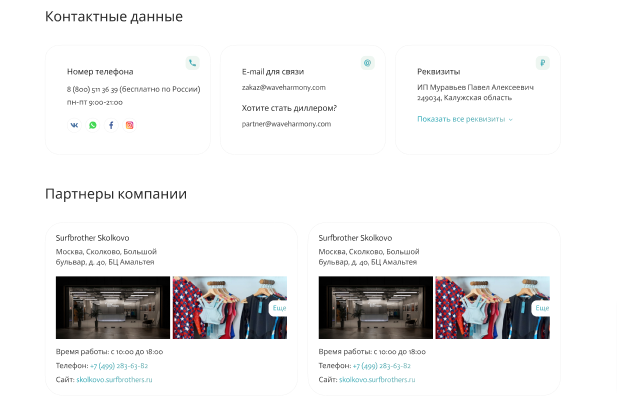 Контактные данные
Номер телефона
8 (800) 511 36 39 (бесплатно по России)
пн-пт 9:00-21:00
E-mail для связи
zakaz@waveharmony.com
Хотите стать диллером?
partner@waveharmony.com
Реквизиты
ИП Муравьев Павел Алексеевич
249034, Калужская область
Показать все реквизиты
Партнеры компании
Surfbrother Skolkovo
Москва, Сколково, Большой
бульвар, д. 40, БЦ Амальтея
Еще
Время работы: с 10:00 до 18:00
Телефон: +7 (499) 283-63-82
Сайт: skolkovo.surfbrothers.ru
Surfbrother Skolkovo
Москва, Сколково, Большой
бульвар, д. 40, БЦ Амальтея
Еще
Время работы: с 10:00 до 18:00
Телефон: +7 (499) 283-63-82
Сайт: skolkovo.surfbrothers.ru